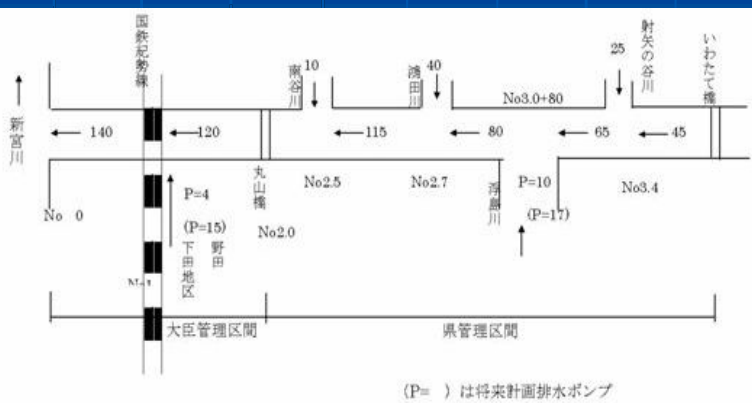 国鉄紀勢線
新宮川
140
120
南谷川
10
115
鴻田川
40
80
No3.0+80
25
射矢の谷川
65
45
いわたて橋
No 0
P=4
(P=15)
野田
下田地区
丸山橋
No2.0
No2.5
No2.7
浮島川
P=10
(P=17)
No3.4
大臣管理区間
県管理区間
(P= )は将来計画排水ポンプ